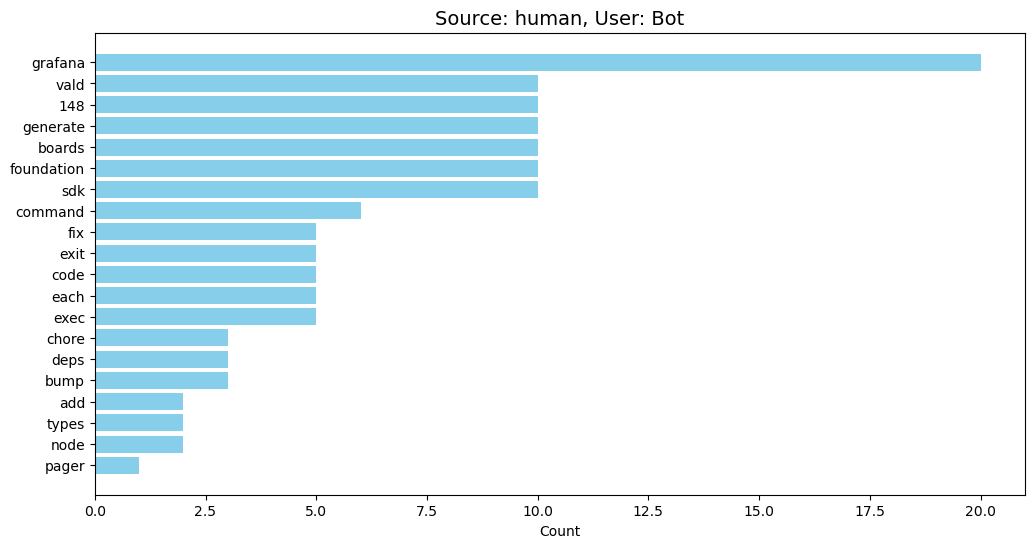 Source: human, User: Bot
grafana
vald
148
generate
boards
foundation
sdk
command
fix
exit
code
each
exec
chore
deps
bump
add
types
node
pager
0.0 2.5 5.0 7.5 10.0 12.5 15.0 17.5 20.0
Count